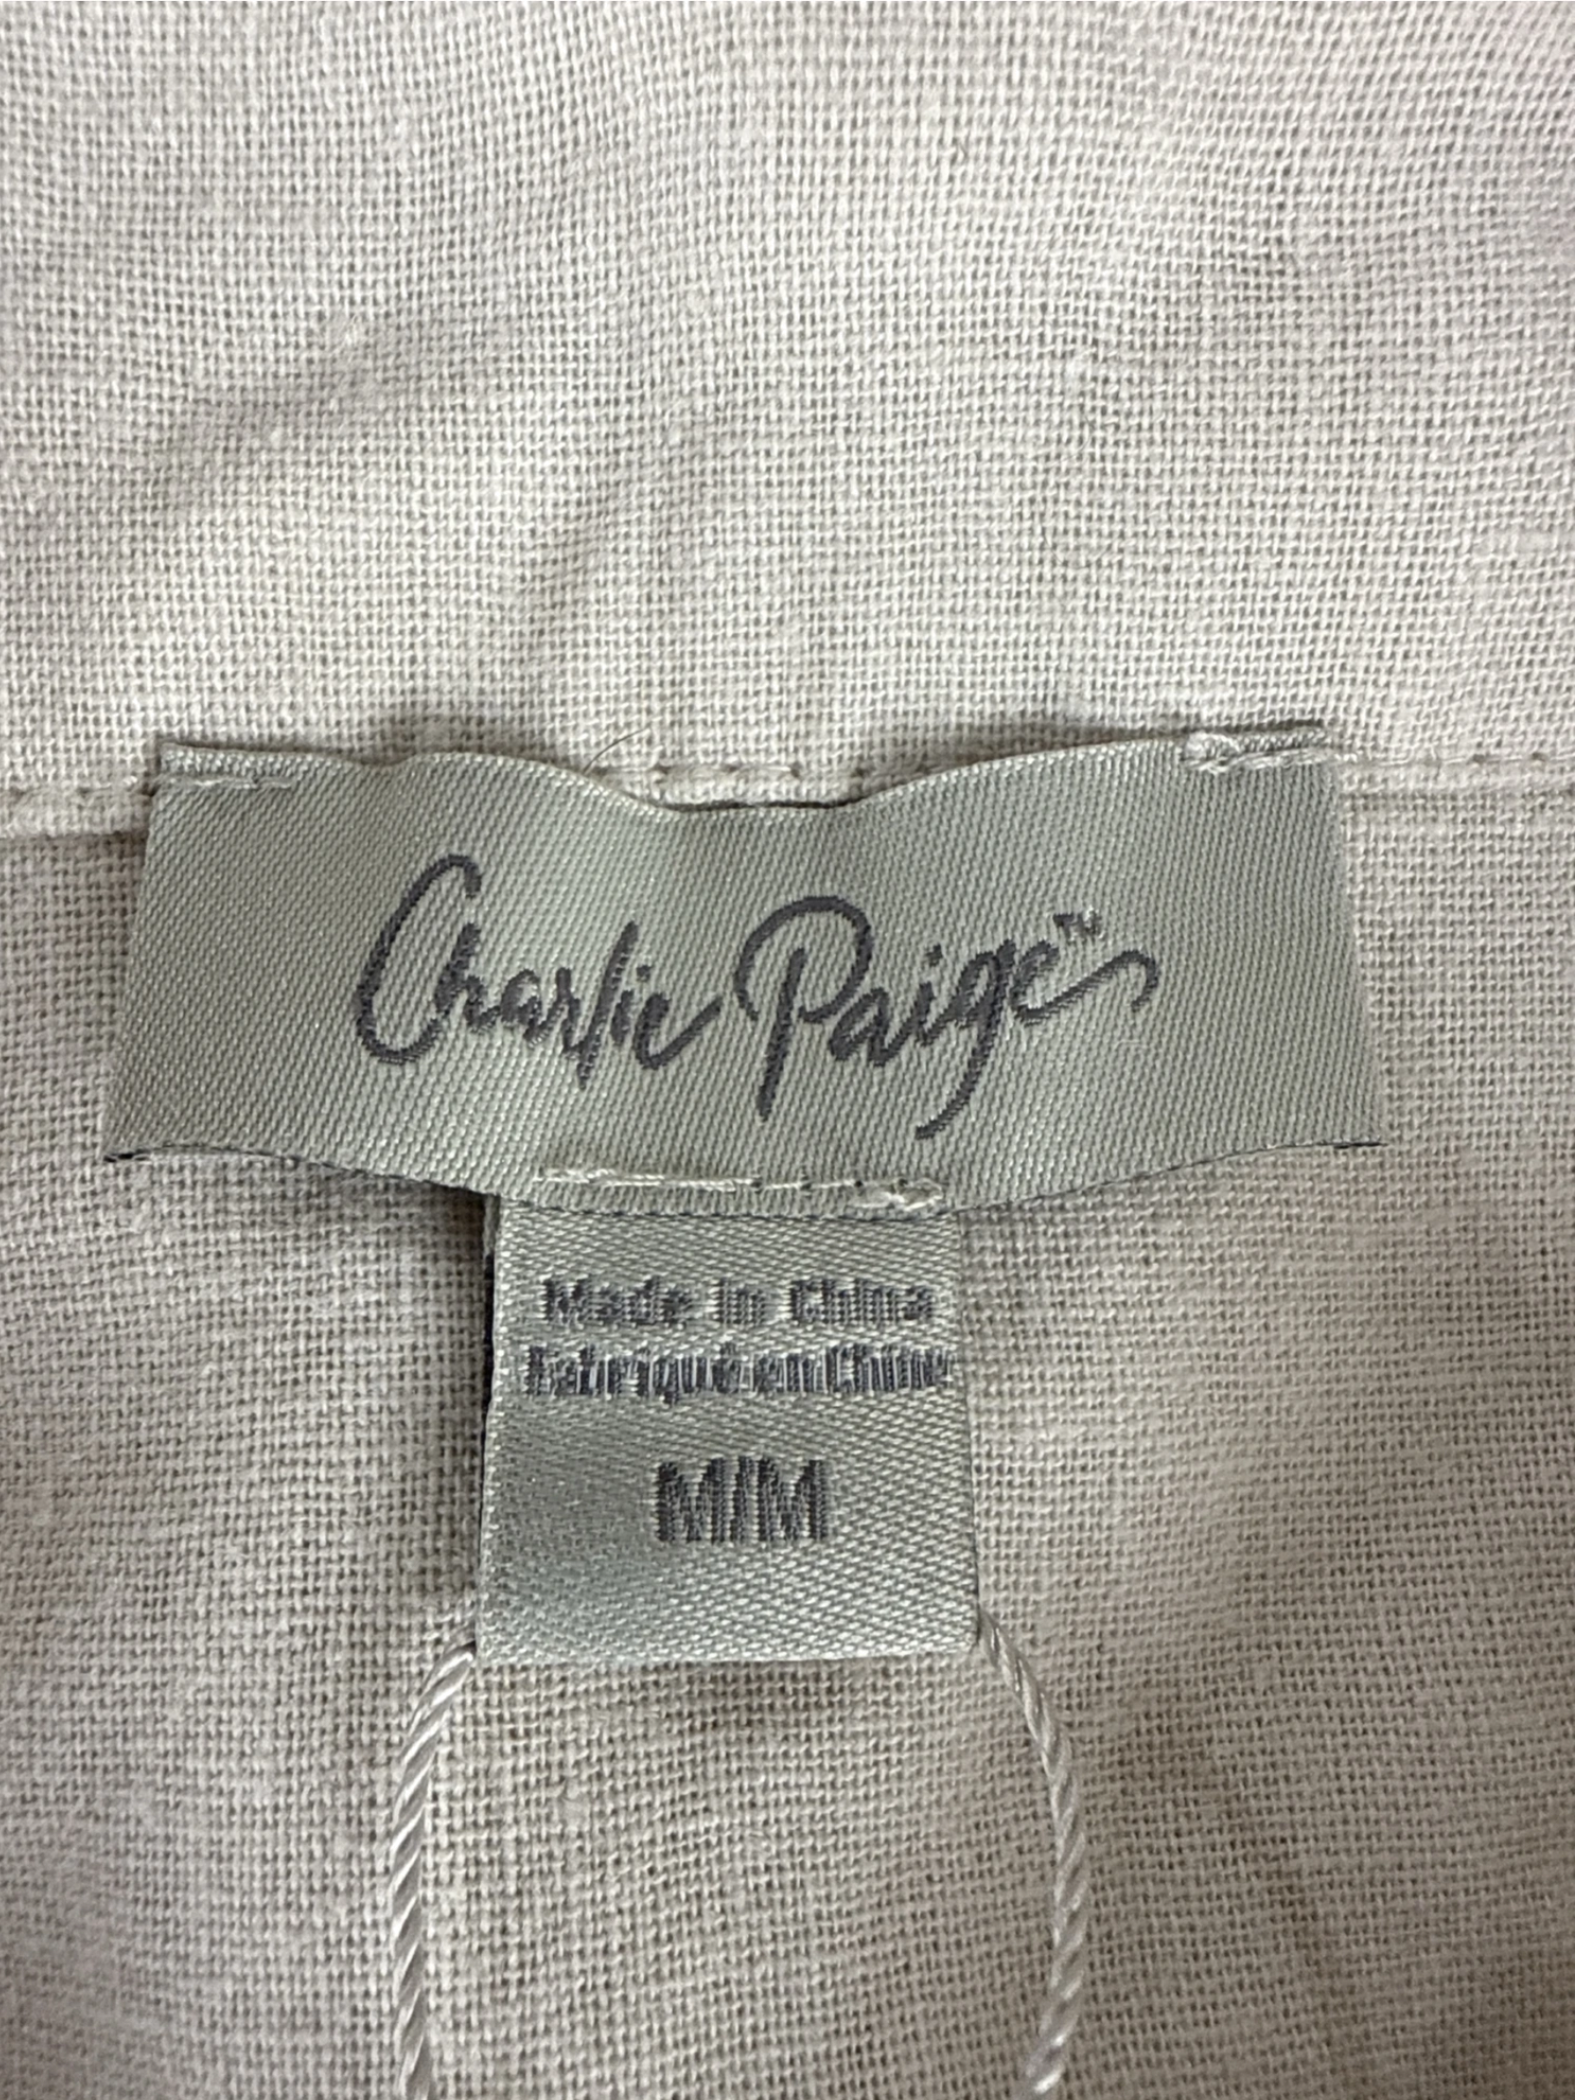 Charlie Paige™
Made in China
Fabriqué en Chine
M/M